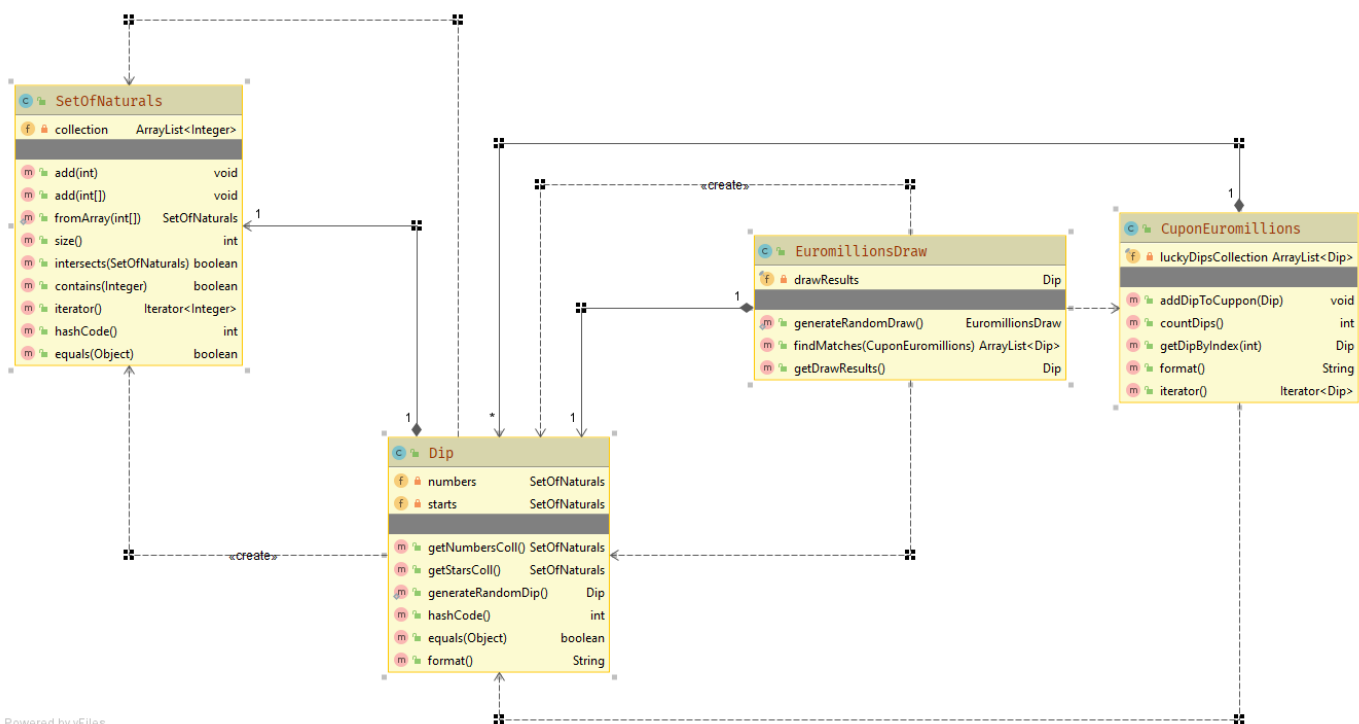 SetOfNaturals
collection ArrayList<Integer>
add(int) void
add(int[]) void
fromArray(int[]) SetOfNaturals
size() int
intersects(SetOfNaturals) boolean
contains(Integer) boolean
iterator() Iterator<Integer>
hashCode() int
equals(Object) boolean
1
1
«create»
Dip
numbers SetOfNaturals
starts SetOfNaturals
getNumbersColl() SetOfNaturals
getStarsColl() SetOfNaturals
generateRandomDip() Dip
hashCode() int
equals(Object) boolean
format() String
*
1
«create»
1
EuromillionsDraw
drawResults Dip
generateRandomDraw() EuromillionsDraw
findMatches(CuponEuromillions) ArrayList<Dip>
getDrawResults() Dip
1
CuponEuromillions
luckyDipsCollection ArrayList<Dip>
addDipToCuppon(Dip) void
countDips() int
getDipByIndex(int) Dip
format() String
iterator() Iterator<Dip>
Powered by yFiles